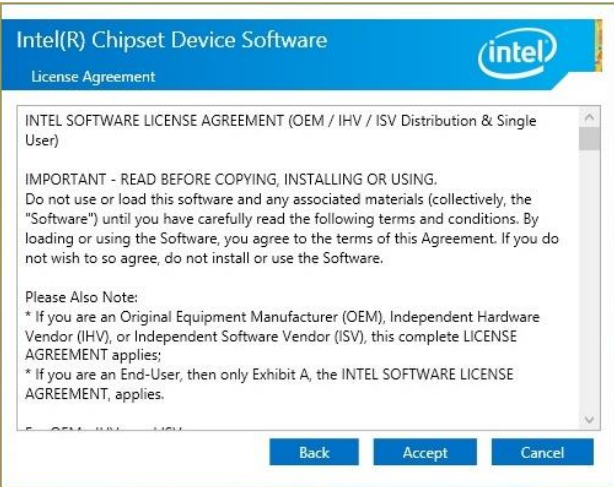 Intel(R) Chipset Device Software
intel
License Agreement
INTEL SOFTWARE LICENSE AGREEMENT (OEM / IHV / ISV Distribution & Single
User)
IMPORTANT - READ BEFORE COPYING, INSTALLING OR USING.
Do not use or load this software and any associated materials (collectively, the
"Software") until you have carefully read the following terms and conditions. By
loading or using the Software, you agree to the terms of this Agreement. If you do
not wish to so agree, do not install or use the Software.
Please Also Note:
* If you are an Original Equipment Manufacturer (OEM), Independent Hardware
Vendor (IHV), or Independent Software Vendor (ISV), this complete LICENSE
AGREEMENT applies;
* If you are an End-User, then only Exhibit A, the INTEL SOFTWARE LICENSE
AGREEMENT, applies.
Back Accept Cancel